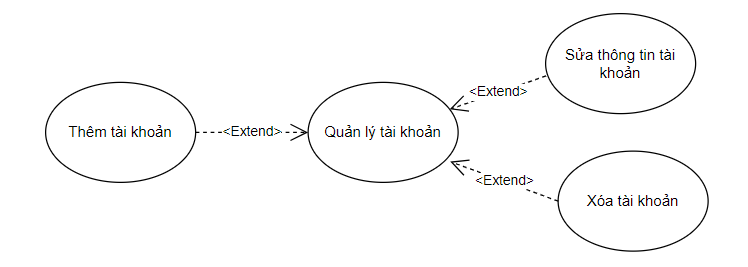 Sửa thông tin tài
khoản
<Extend>
Thêm tài khoản
<Extend>
Quản lý tài khoản
<Extend>
Xóa tài khoản